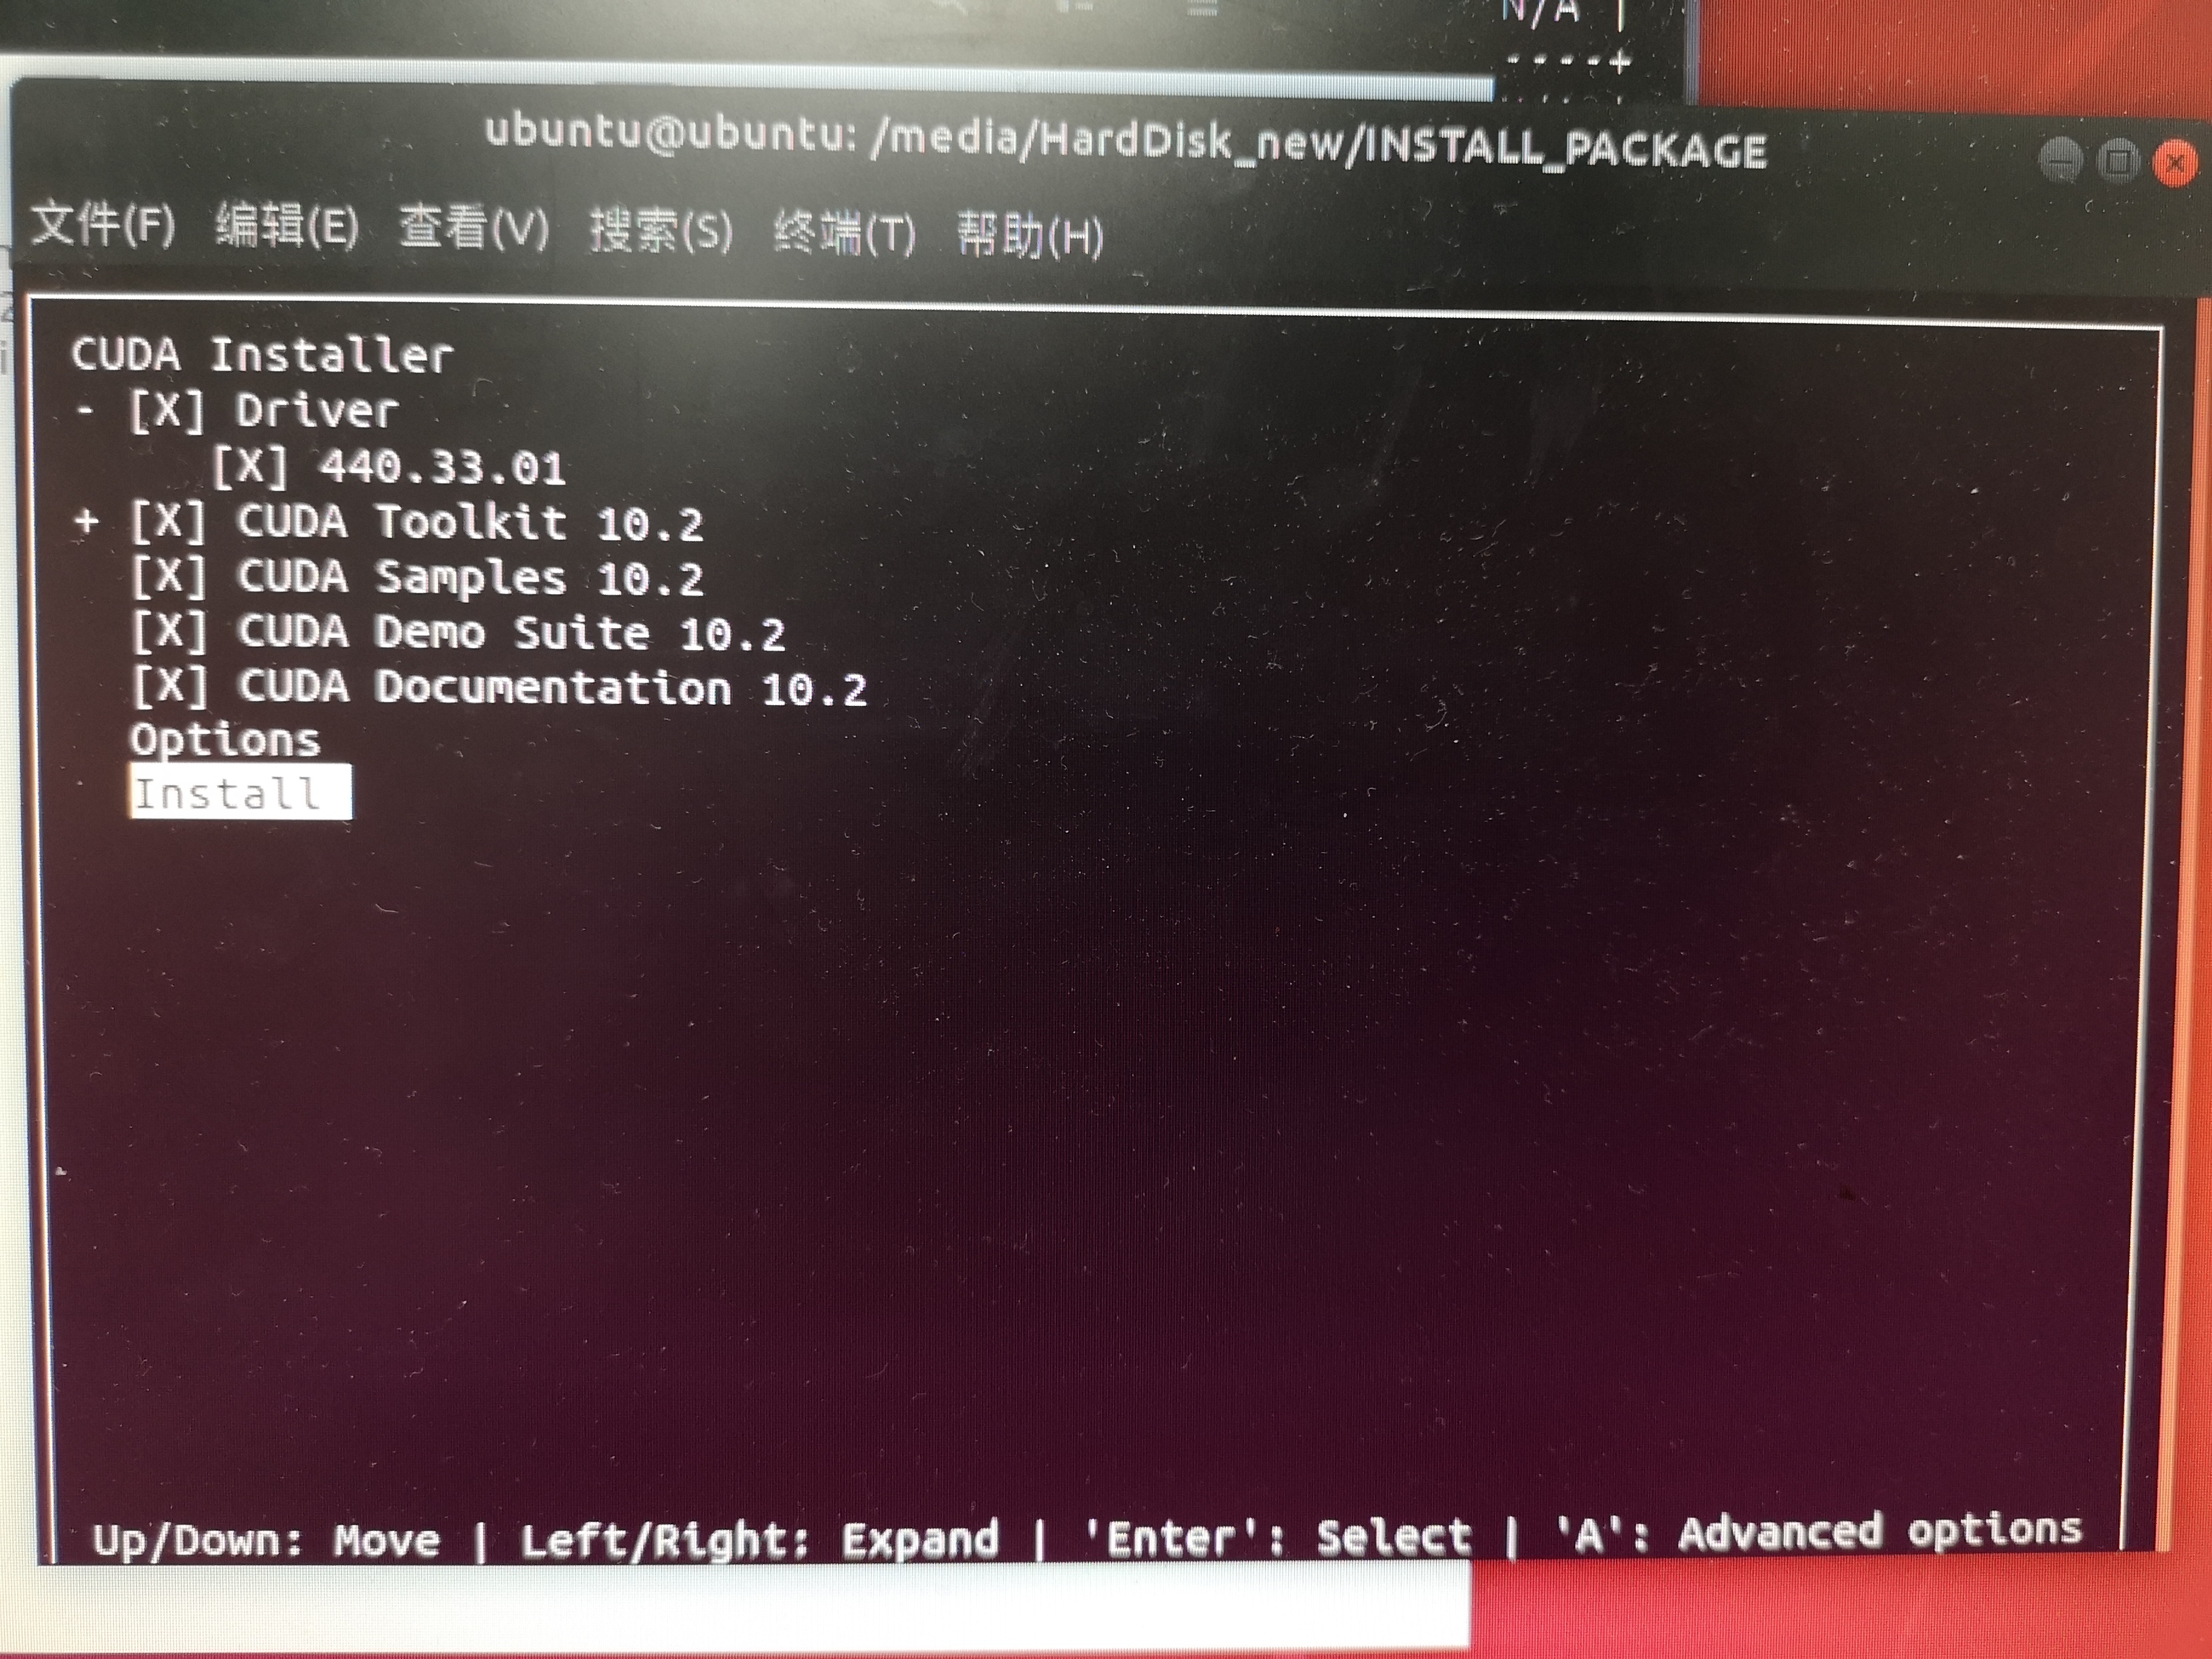 N/A |
----+
ubuntu@ubuntu: /media/HardDisk_new/INSTALL_PACKAGE
文件(F) 编辑(E) 查看(V) 搜索(S) 终端(T) 帮助(H)
CUDA Installer
- [X] Driver
[X] 440.33.01
+ [X] CUDA Toolkit 10.2
[X] CUDA Samples 10.2
[X] CUDA Demo Suite 10.2
[X] CUDA Documentation 10.2
Options
Install
Up/Down: Move | Left/Right: Expand | 'Enter': Select | 'A': Advanced options